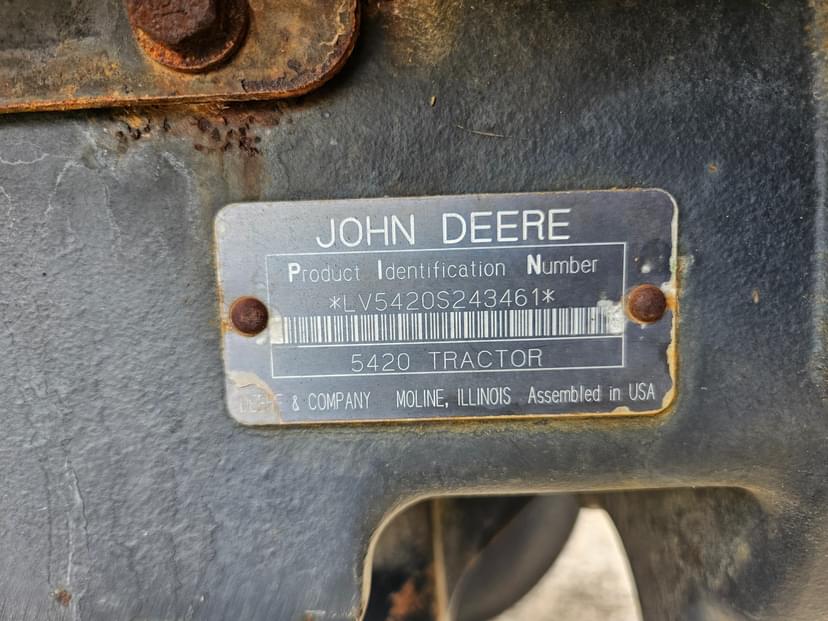 JOHN DEERE
Product Identification Number
*LV5420S243461*
5420 TRACTOR
& COMPANY MOLINE, ILLINOIS Assembled in USA